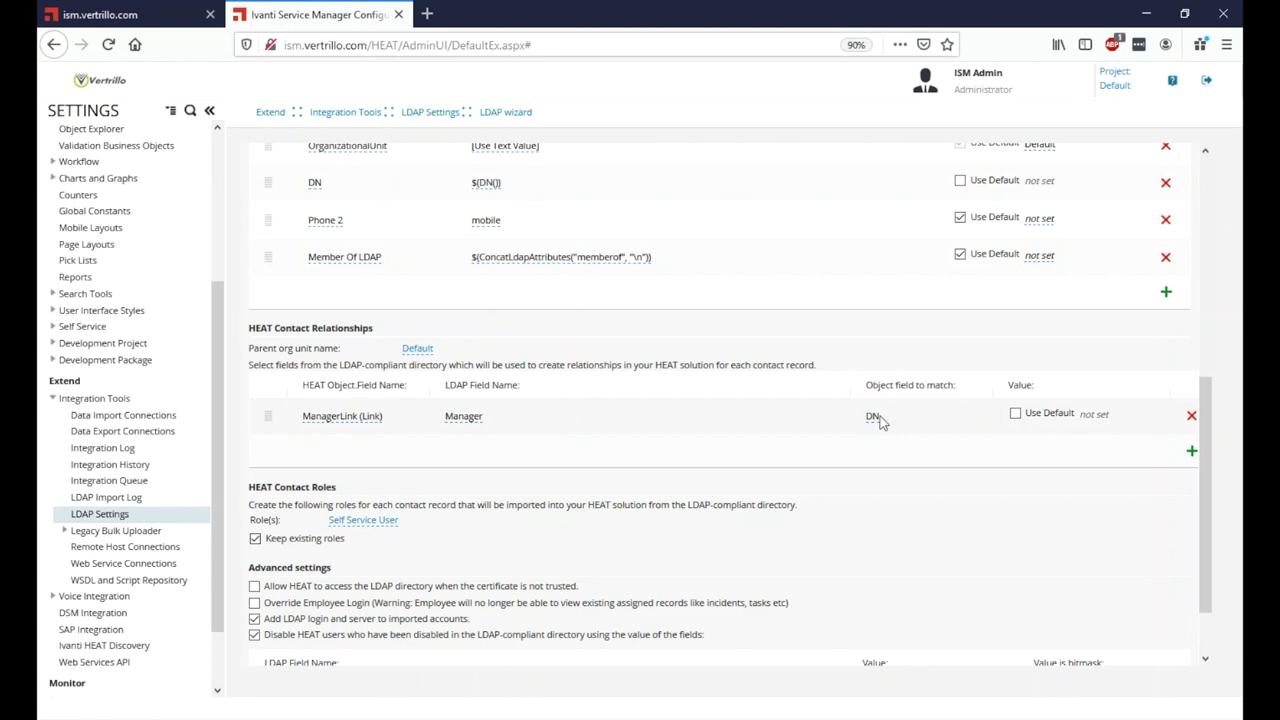 ism.vertrillo.com
Ivanti Service Manager Configu
ism.vertrillo.com/HEAT/AdminUI/DefaultEx.aspx#
90%
ABP
1
Vertrillo
ISM Admin
Administrator
Project:
Default
SETTINGS
Extend
Integration Tools
LDAP Settings
LDAP wizard
Object Explorer
Validation Business Objects
Workflow
Charts and Graphs
Counters
Global Constants
Mobile Layouts
Page Layouts
Pick Lists
Reports
Search Tools
User Interface Styles
Self Service
Development Project
Development Package
Extend
Integration Tools
Data Import Connections
Data Export Connections
Integration Log
Integration History
Integration Queue
LDAP Import Log
LDAP Settings
Legacy Bulk Uploader
Remote Host Connections
Web Service Connections
WSDL and Script Repository
Voice Integration
DSM Integration
SAP Integration
Ivanti HEAT Discovery
Web Services API
Monitor
OrganizationalUnit [Use Text Value] Use Default Default
DN $(DN()) Use Default not set
Phone 2 mobile Use Default not set
Member Of LDAP $(ConcatLdapAttributes("memberof", "\n")) Use Default not set
HEAT Contact Relationships
Parent org unit name: Default
Select fields from the LDAP-compliant directory which will be used to create relationships in your HEAT solution for each contact record.
HEAT Object.Field Name: LDAP Field Name: Object field to match: Value:
ManagerLink (Link) Manager DN Use Default not set
HEAT Contact Roles
Create the following roles for each contact record that will be imported into your HEAT solution from the LDAP-compliant directory.
Role(s): Self Service User
Keep existing roles
Advanced settings
Allow HEAT to access the LDAP directory when the certificate is not trusted.
Override Employee Login (Warning: Employee will no longer be able to view existing assigned records like incidents, tasks etc)
Add LDAP login and server to imported accounts.
Disable HEAT users who have been disabled in the LDAP-compliant directory using the value of the fields:
LDAP Field Name: Value: Value is bitmask: